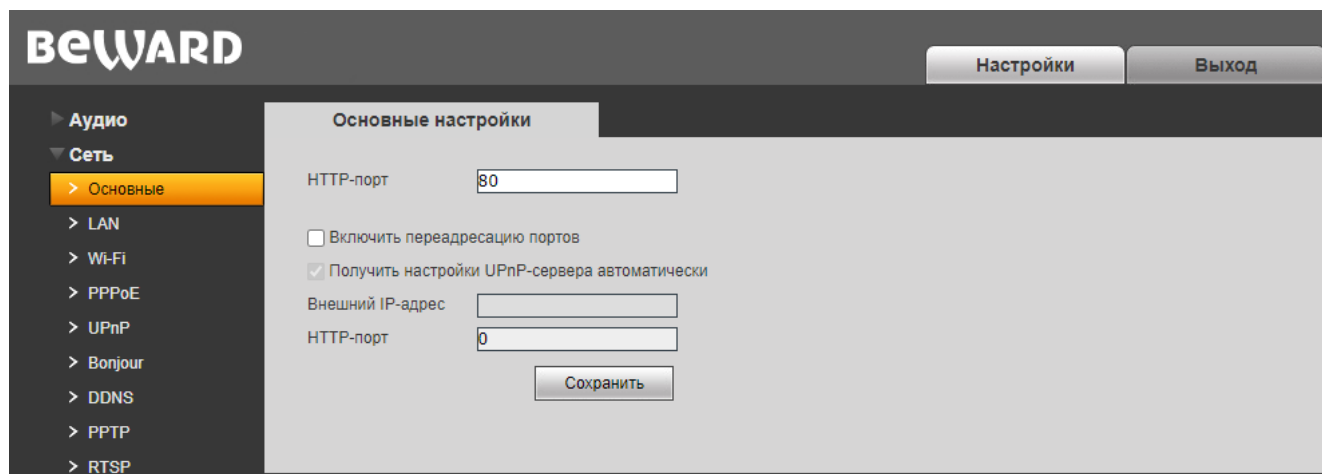 BEWARD
Настройки
Выход
Аудио
Сеть
Основные
LAN
Wi-Fi
PPPoE
UPnP
Bonjour
DDNS
PPTP
RTSP
Основные настройки
HTTP-порт 80
Включить переадресацию портов
Получить настройки UPnP-сервера автоматически
Внешний IP-адрес
HTTP-порт 0
Сохранить